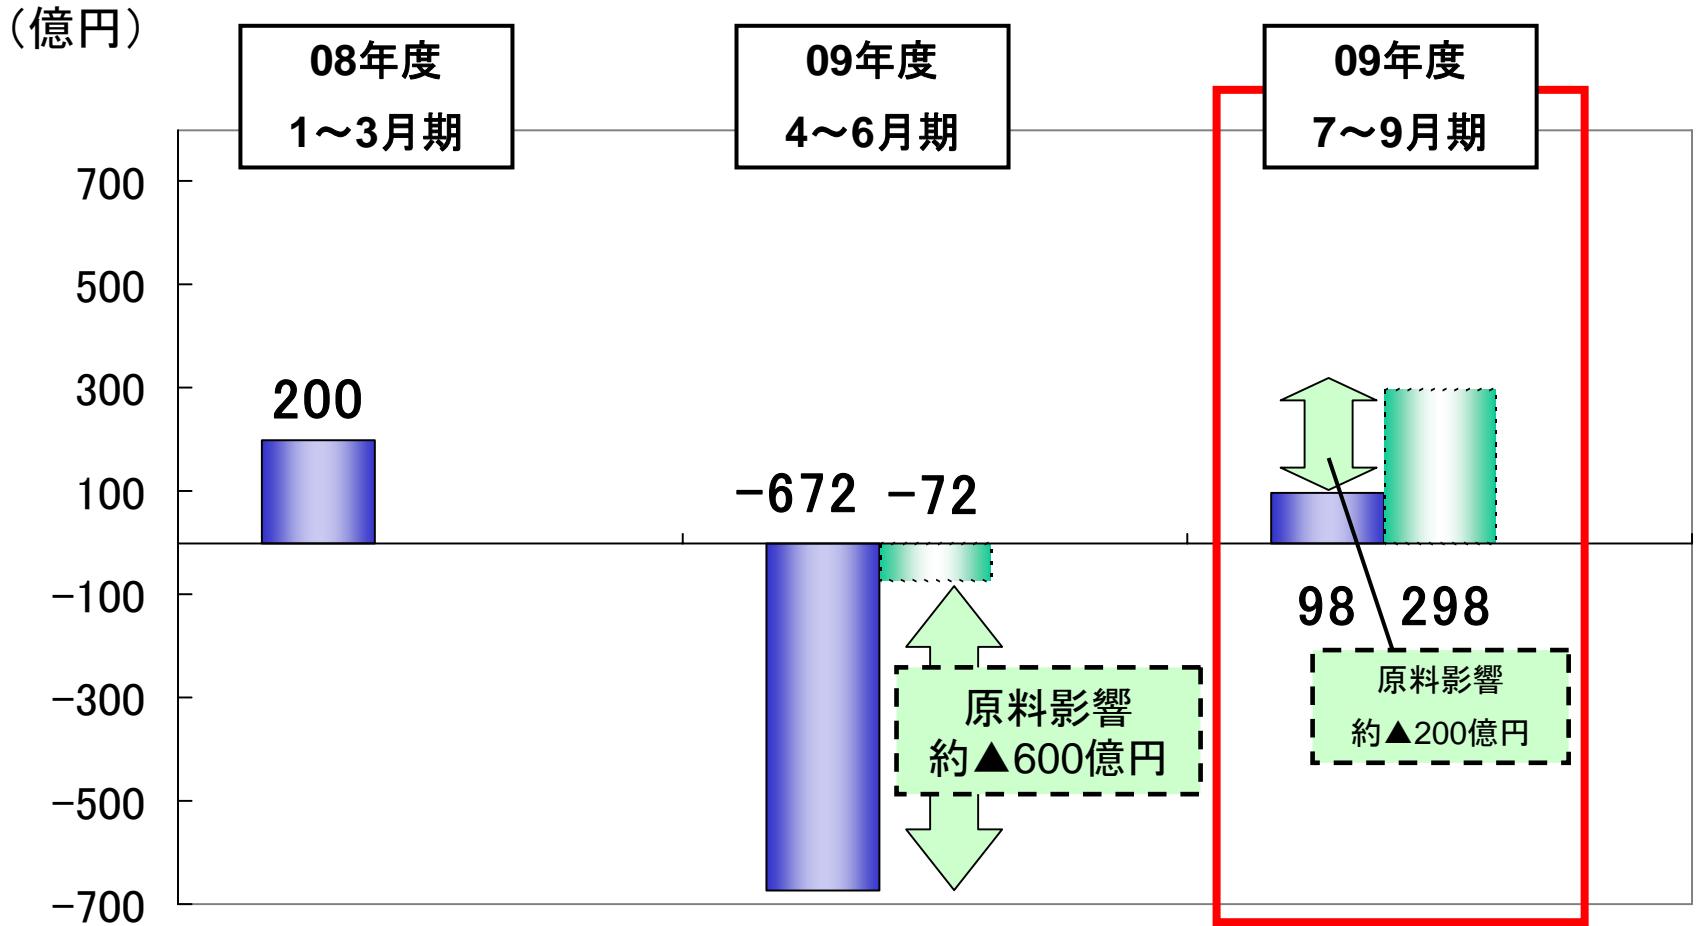 （億円）
08年度
1～3月期
09年度
4～6月期
09年度
7～9月期
700
500
300
100
-100
-300
-500
-700
200
-672
-72
98
298
原料影響
約▲600億円
原料影響
約▲200億円